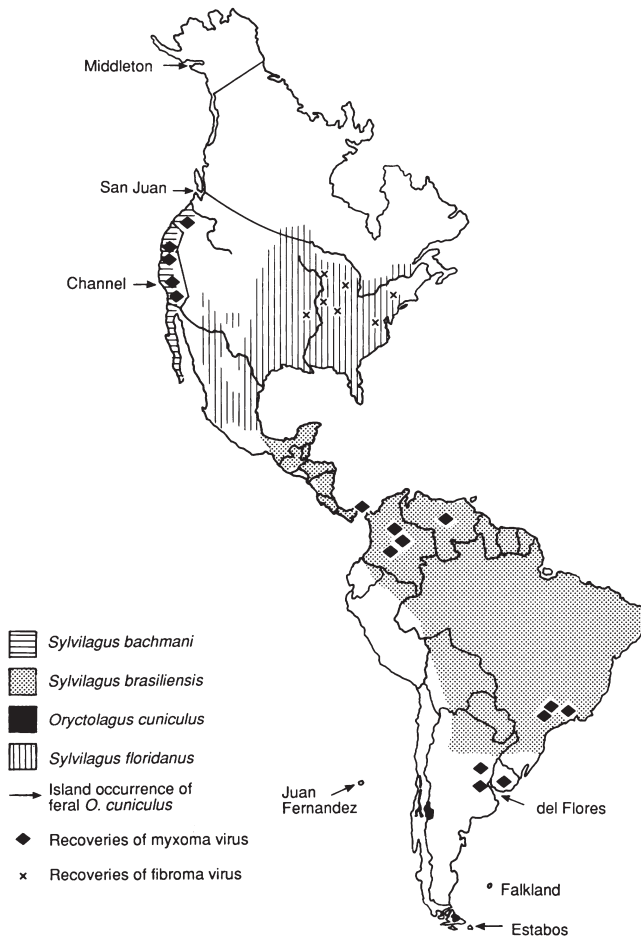 Middleton
San Juan
Channel
Sylvilagus bachmani
Sylvilagus brasiliensis
Oryctolagus cuniculus
Sylvilagus floridanus
Island occurrence of
feral O. cuniculus
Recoveries of myxoma virus
Recoveries of fibroma virus
Juan
Fernandez
del Flores
Falkland
Estabos